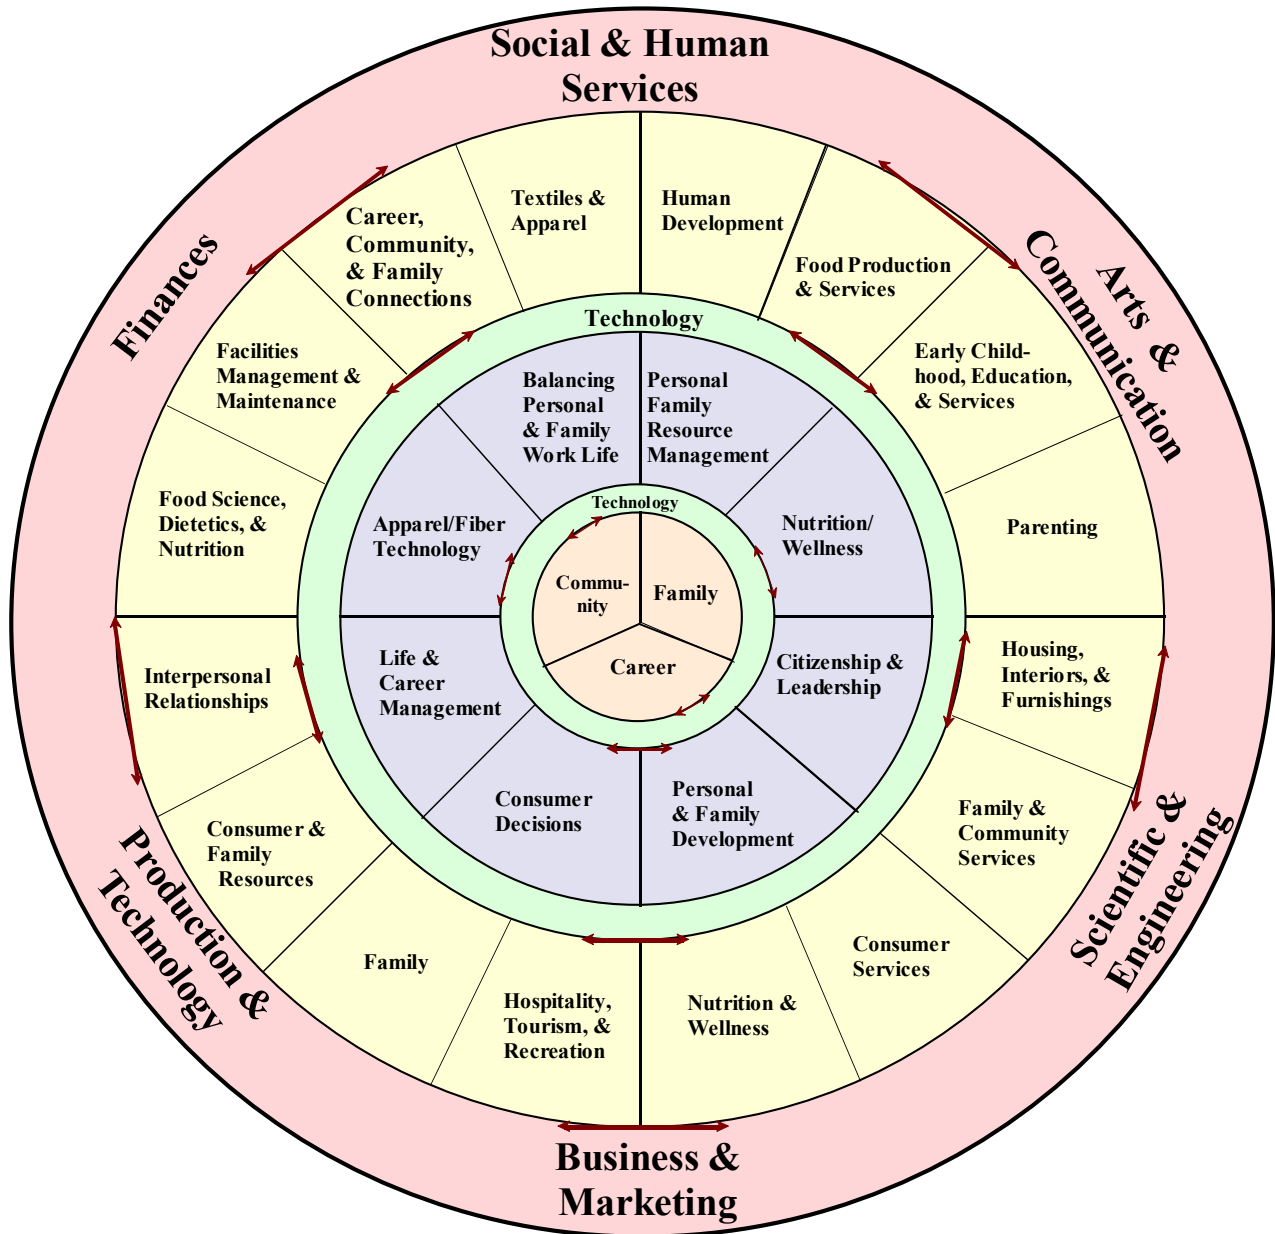 Social & Human
Services
Arts &
Communication
Scientific &
Engineering
Business &
Marketing
Production &
Technology
Finances
Human
Development
Food Production
& Services
Early Child-
hood, Education,
& Services
Parenting
Housing,
Interiors, &
Furnishings
Family &
Community
Services
Consumer
Services
Nutrition &
Wellness
Hospitality,
Tourism, &
Recreation
Family
Consumer &
Family
Resources
Interpersonal
Relationships
Food Science,
Dietetics, &
Nutrition
Facilities
Management &
Maintenance
Career,
Community,
& Family
Connections
Textiles &
Apparel
Technology
Personal
Family
Resource
Management
Nutrition/
Wellness
Citizenship &
Leadership
Personal
& Family
Development
Consumer
Decisions
Life &
Career
Management
Apparel/Fiber
Technology
Balancing
Personal
& Family
Work Life
Technology
Commu-
nity
Family
Career